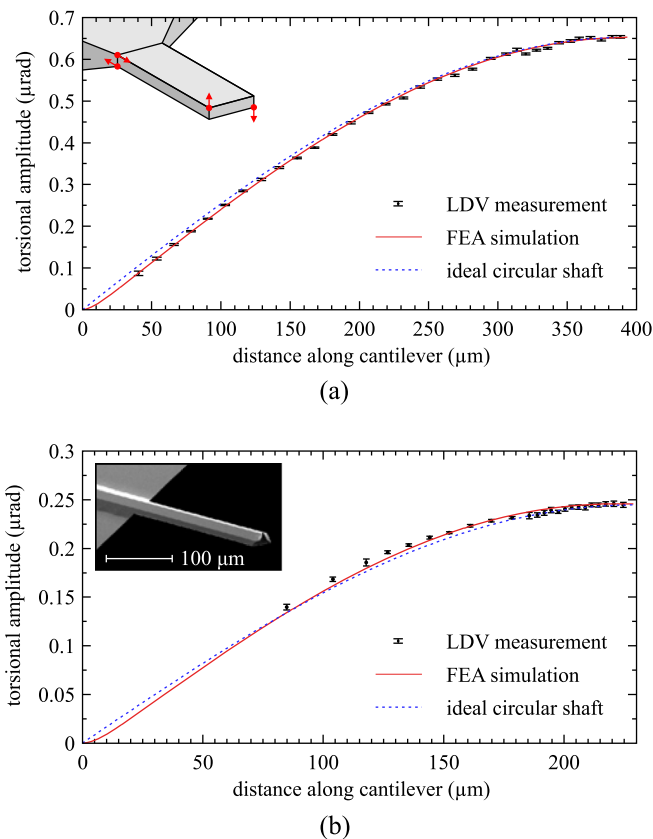 0.7
0.6
0.5
0.4
0.3
0.2
0.1
0
torsional amplitude (μrad)
LDV measurement
FEA simulation
ideal circular shaft
0 50 100 150 200 250 300 350 400
distance along cantilever (μm)
(a)
0.3
0.25
0.2
0.15
0.1
0.05
0
torsional amplitude (μrad)
100 μm
LDV measurement
FEA simulation
ideal circular shaft
0 50 100 150 200
distance along cantilever (μm)
(b)